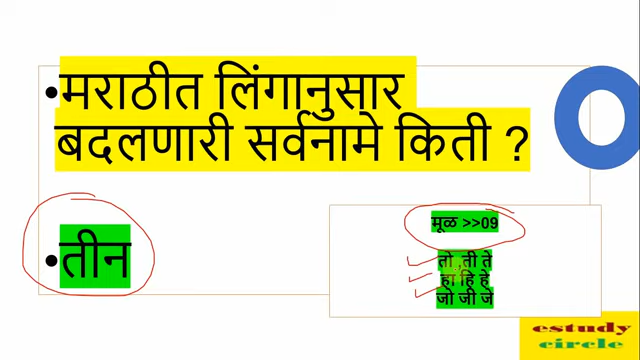 •मराठीत लिंगानुसार
बदलणारी सर्वनामे किती ?
•तीन
मूळ >>09
तो ती ते
हा हि हे
जो जी जे
estudy
circle